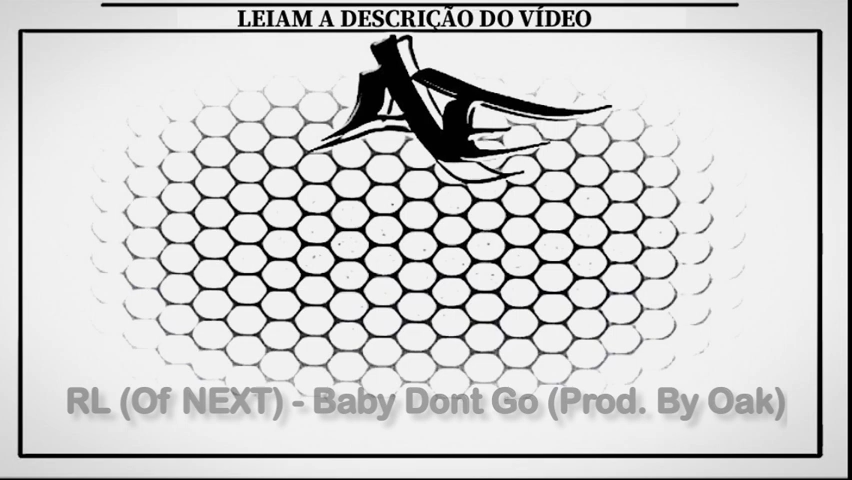 LEIAM A DESCRIÇÃO DO VÍDEO
RL (Of NEXT) - Baby Dont Go (Prod. By Oak)